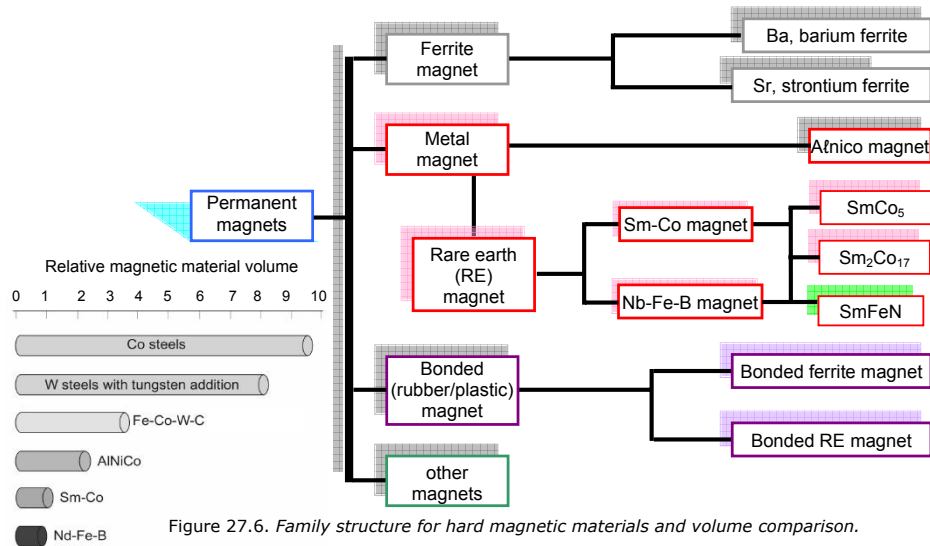 Ferrite
magnet
Ba, barium ferrite
Sr, strontium ferrite
Metal
magnet
Aℓnico magnet
Permanent
magnets
Rare earth
(RE)
magnet
Sm-Co magnet
Nb-Fe-B magnet
SmCo₅
Sm₂Co₁₇
SmFeN
Bonded
(rubber/plastic)
magnet
Bonded ferrite magnet
Bonded RE magnet
other
magnets
Relative magnetic material volume
0 1 2 3 4 5 6 7 8 9 10
Co steels
W steels with tungsten addition
Fe-Co-W-C
AlNiCo
Sm-Co
Nd-Fe-B
Figure 27.6. Family structure for hard magnetic materials and volume comparison.